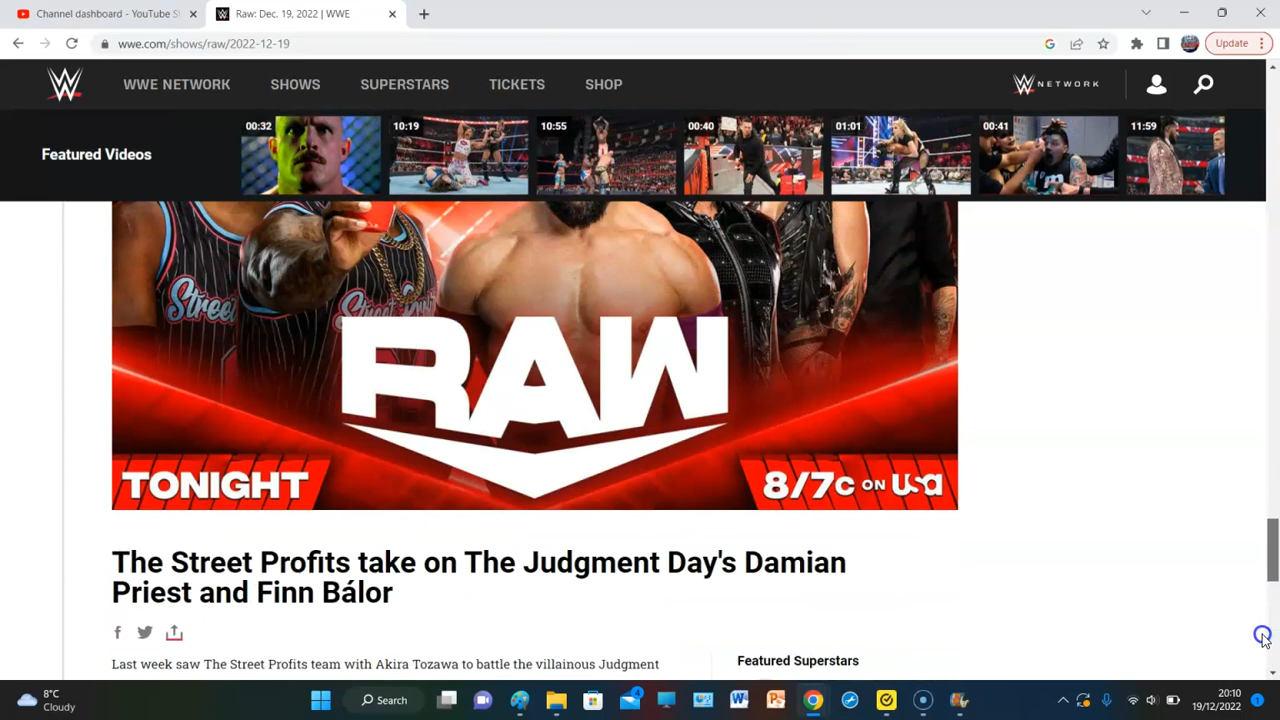 Channel dashboard - YouTube S
Raw: Dec. 19, 2022 | WWE
wwe.com/shows/raw/2022-12-19
Update
WWE NETWORK SHOWS SUPERSTARS TICKETS SHOP
NETWORK
Featured Videos
00:32 10:19 10:55 00:40 01:01 00:41 11:59
Street Street
RAW
TONIGHT
8/7c ON USA
The Street Profits take on The Judgment Day's Damian
Priest and Finn Bálor
Last week saw The Street Profits team with Akira Tozawa to battle the villainous Judgment
Featured Superstars
8°C
Cloudy
Search
4
20:10
19/12/2022
1